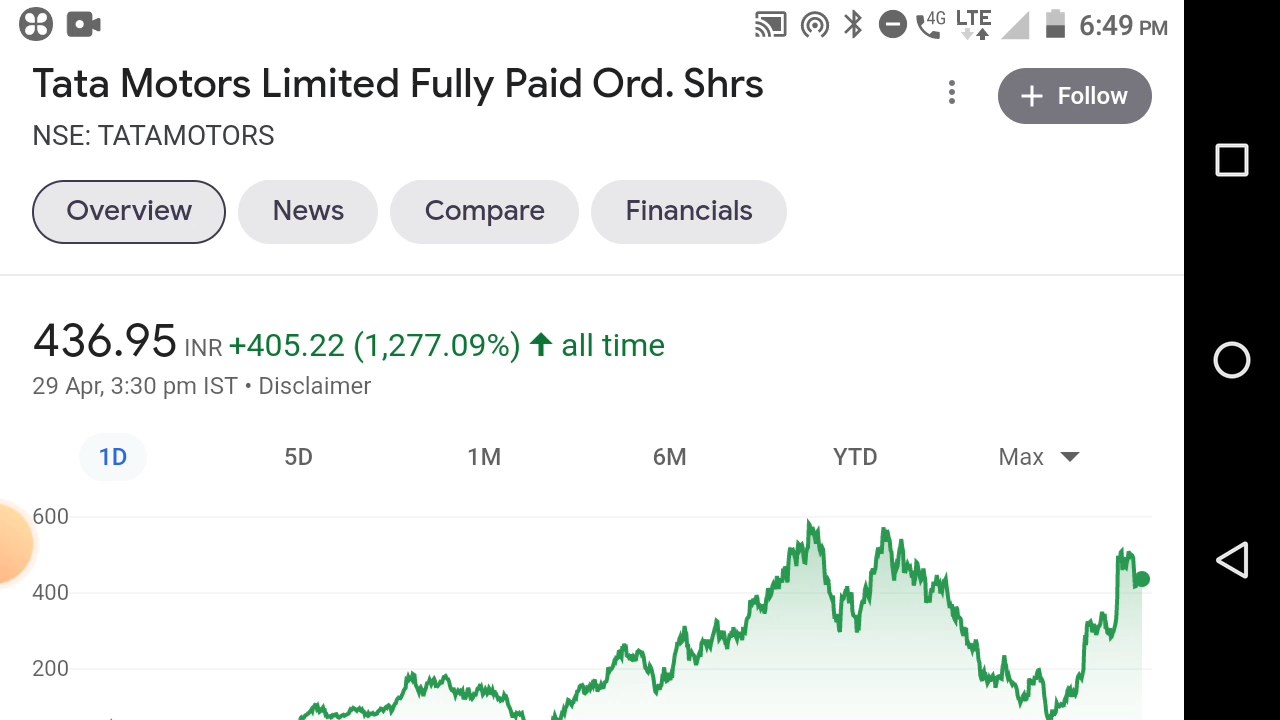 4G LTE 6:49 PM
Tata Motors Limited Fully Paid Ord. Shrs
+ Follow
NSE: TATAMOTORS
Overview News Compare Financials
436.95 INR +405.22 (1,277.09%) ↑ all time
29 Apr, 3:30 pm IST • Disclaimer
1D 5D 1M 6M YTD Max
600
400
200